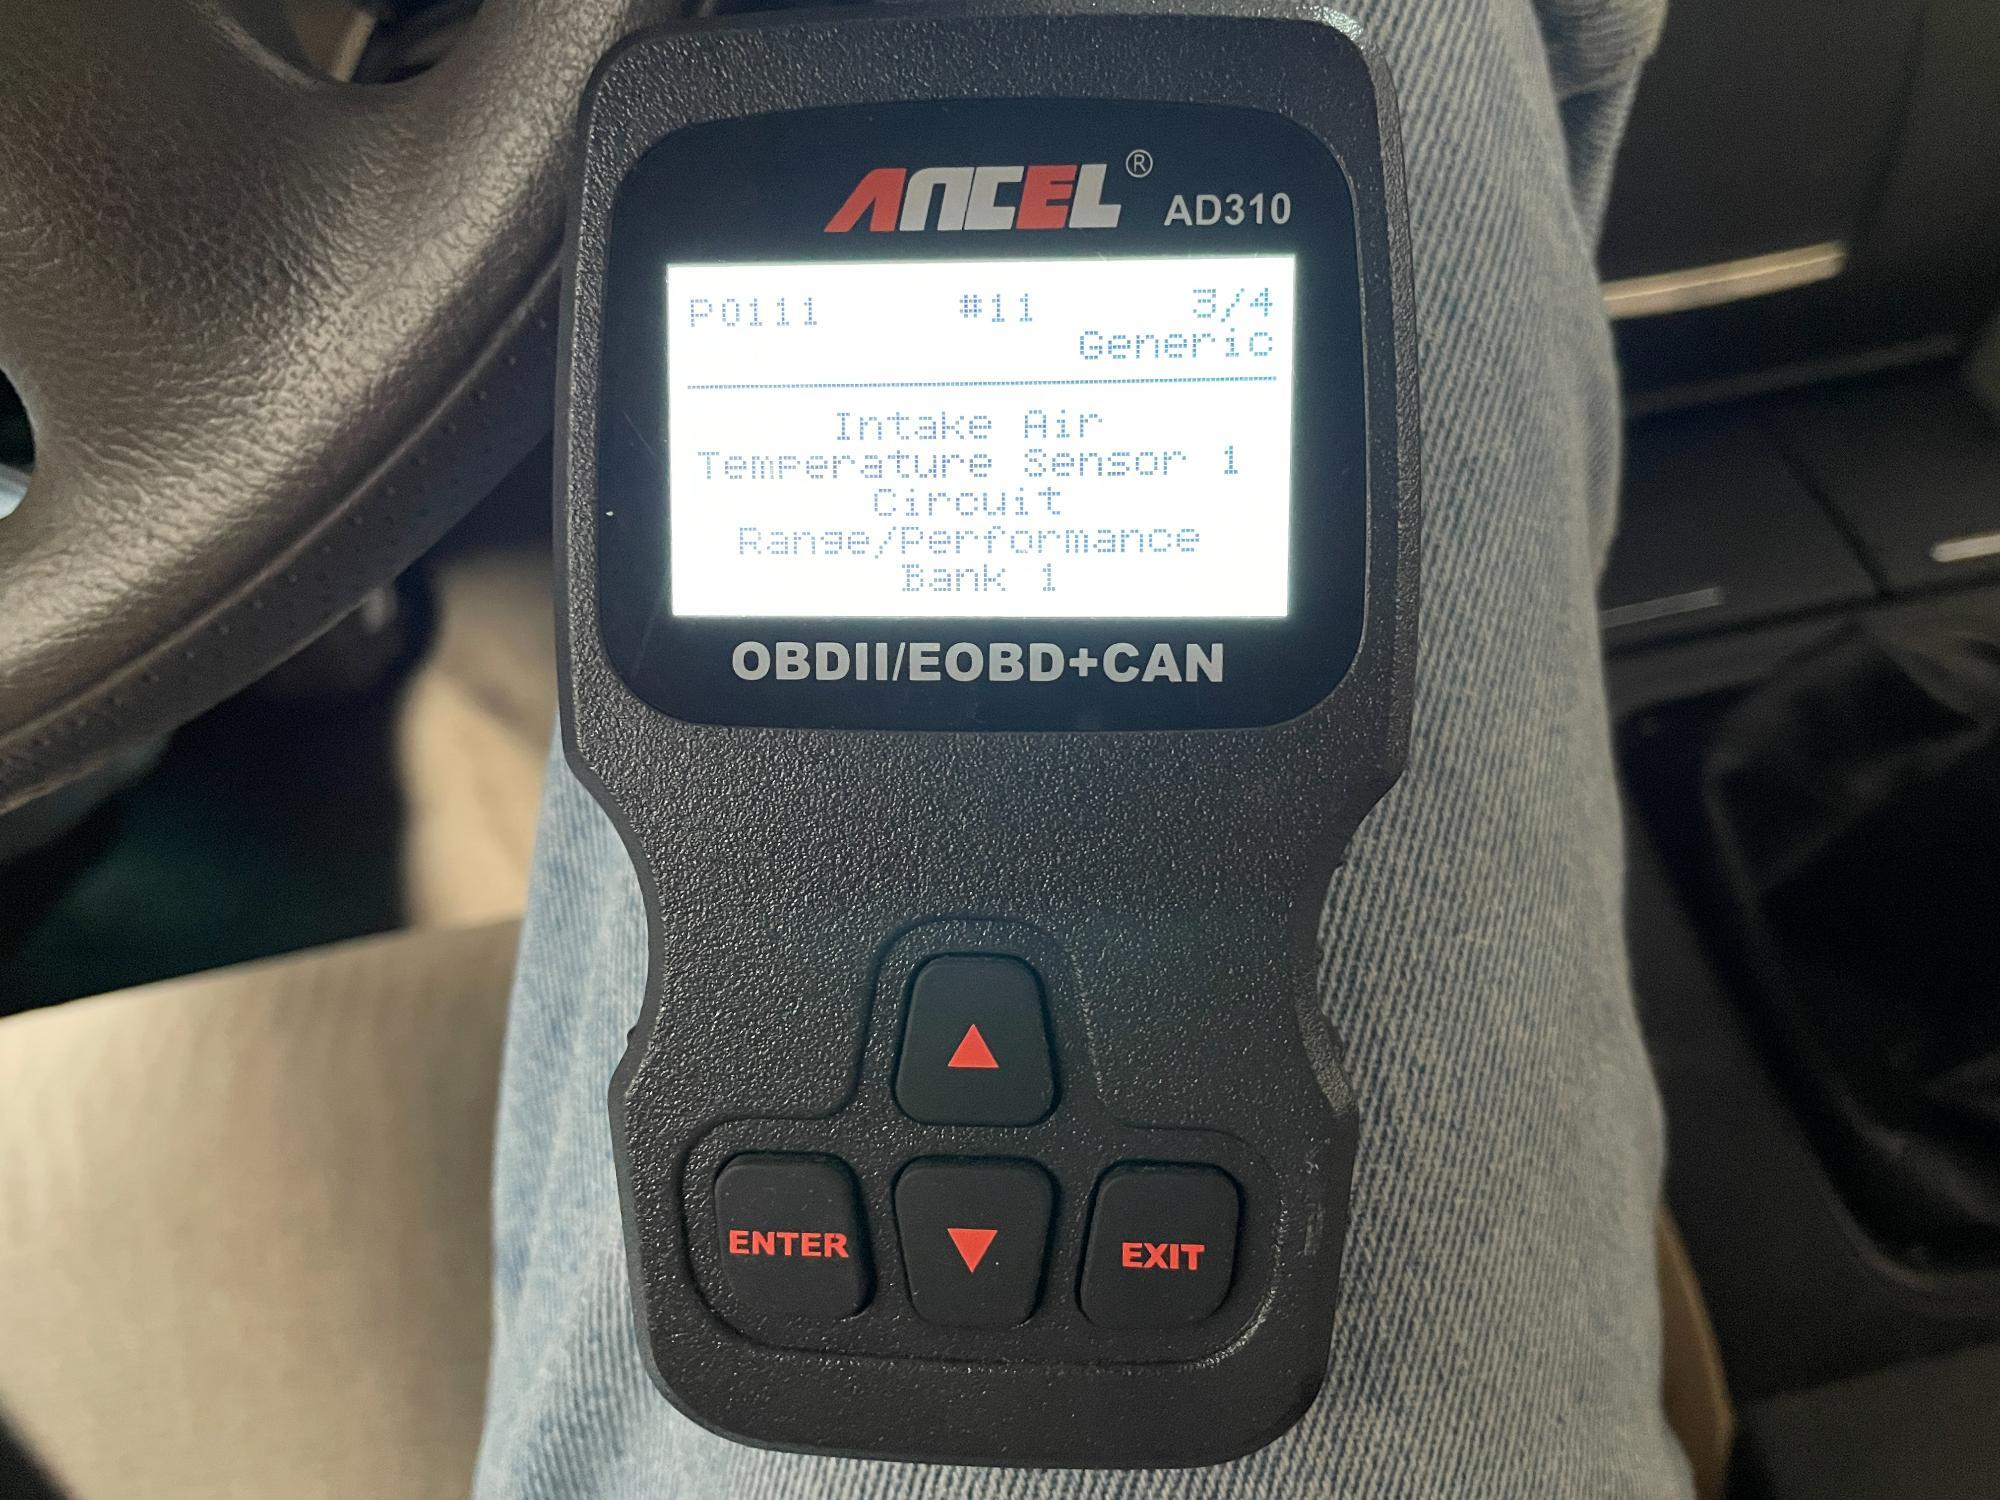 ANCEL® AD310
P0111 #11 3/4
Generic
Intake Air
Temperature Sensor 1
Circuit
Range/Performance
Bank 1
OBDII/EOBD+CAN
ENTER
EXIT